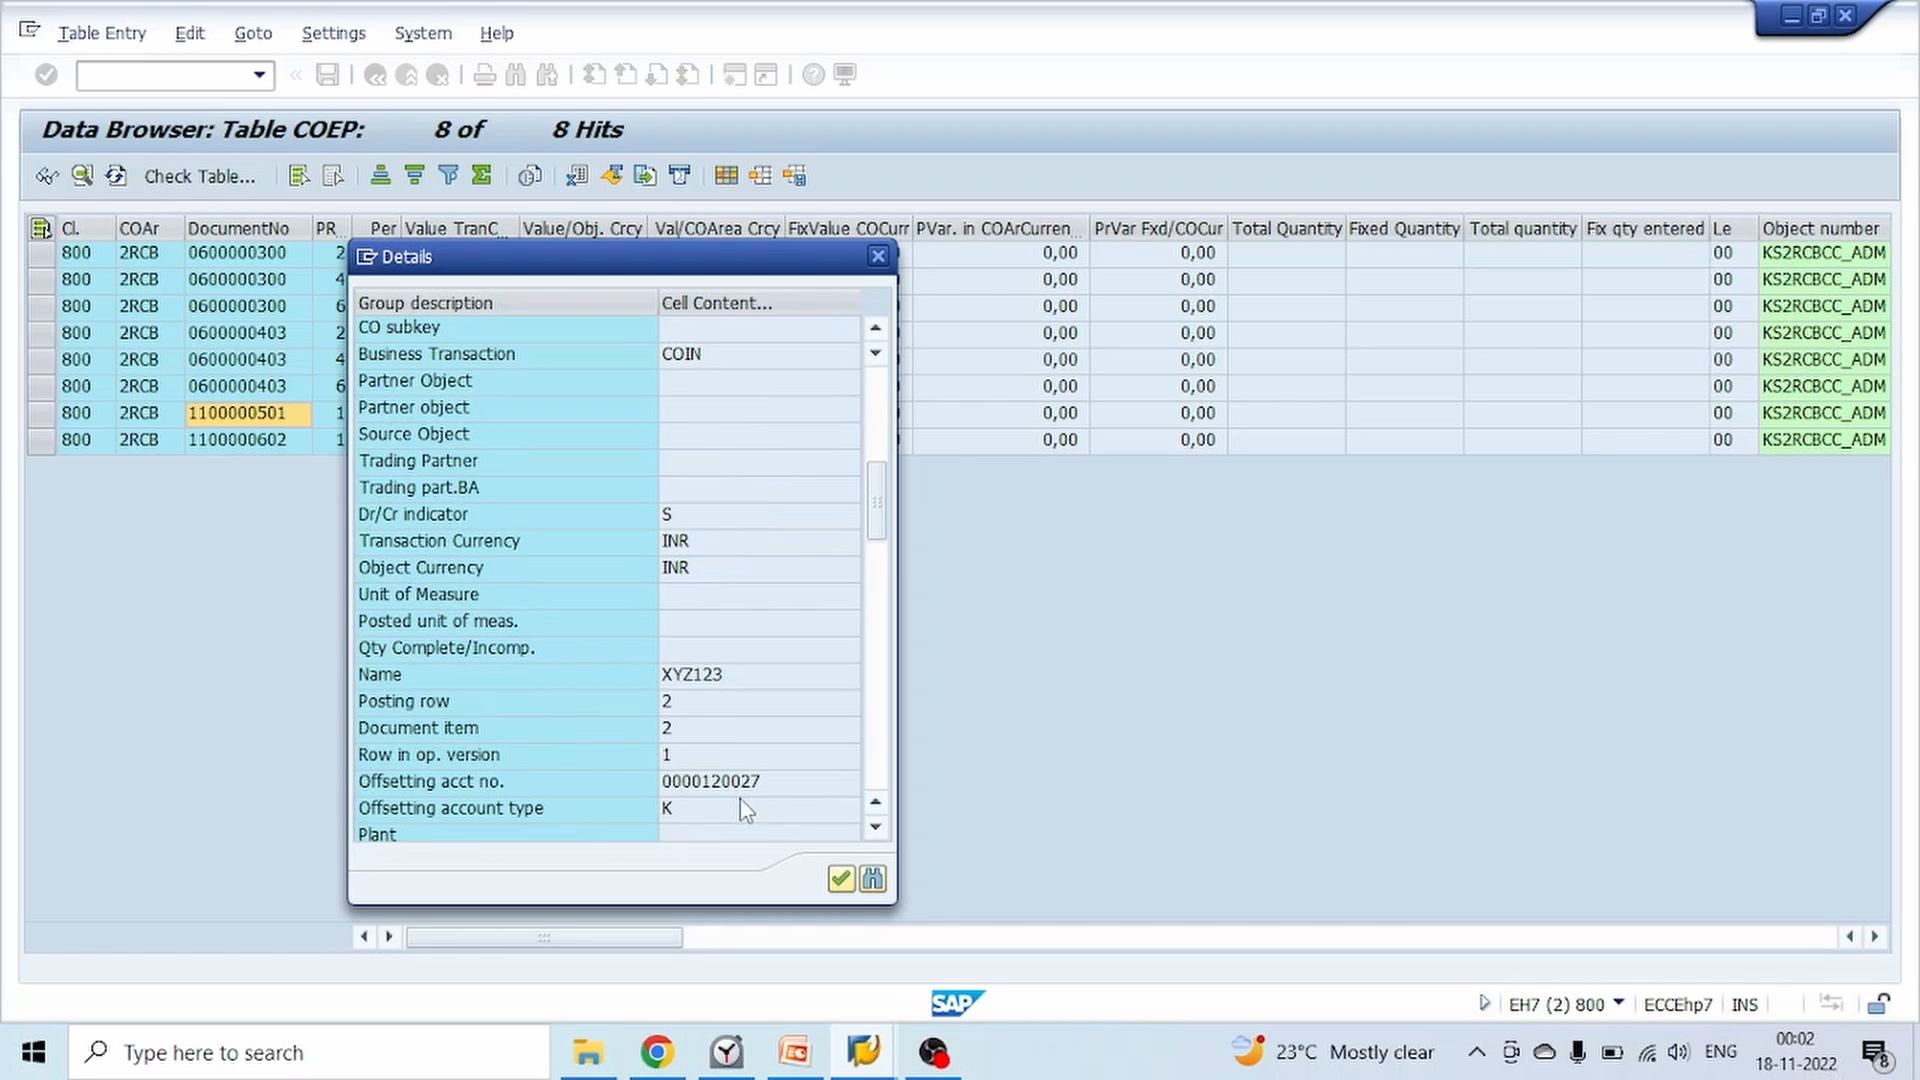 Table Entry Edit Goto Settings System Help
Data Browser: Table COEP: 8 of 8 Hits
Check Table...
Cl. COAr DocumentNo PR.. Per Value TranC... Value/Obj. Crcy Val/COArea Crcy FixValue COCurr PVar. in COArCurren... PrVar Fxd/COCur Total Quantity Fixed Quantity Total quantity Fix qty entered Le Object number
800 2RCB 0600000300 2 0,00 0,00 00 KS2RCBCC_ADM
800 2RCB 0600000300 4 0,00 0,00 00 KS2RCBCC_ADM
800 2RCB 0600000300 6 0,00 0,00 00 KS2RCBCC_ADM
800 2RCB 0600000403 2 0,00 0,00 00 KS2RCBCC_ADM
800 2RCB 0600000403 4 0,00 0,00 00 KS2RCBCC_ADM
800 2RCB 0600000403 6 0,00 0,00 00 KS2RCBCC_ADM
800 2RCB 1100000501 1 0,00 0,00 00 KS2RCBCC_ADM
800 2RCB 1100000602 1 0,00 0,00 00 KS2RCBCC_ADM
Details
Group description Cell Content...
CO subkey
Business Transaction COIN
Partner Object
Partner object
Source Object
Trading Partner
Trading part.BA
Dr/Cr indicator S
Transaction Currency INR
Object Currency INR
Unit of Measure
Posted unit of meas.
Qty Complete/Incomp.
Name XYZ123
Posting row 2
Document item 2
Row in op. version 1
Offsetting acct no. 0000120027
Offsetting account type K
Plant
SAP
EH7 (2) 800 ECCEhp7 INS
Type here to search
23°C Mostly clear
ENG
00:02
18-11-2022
8